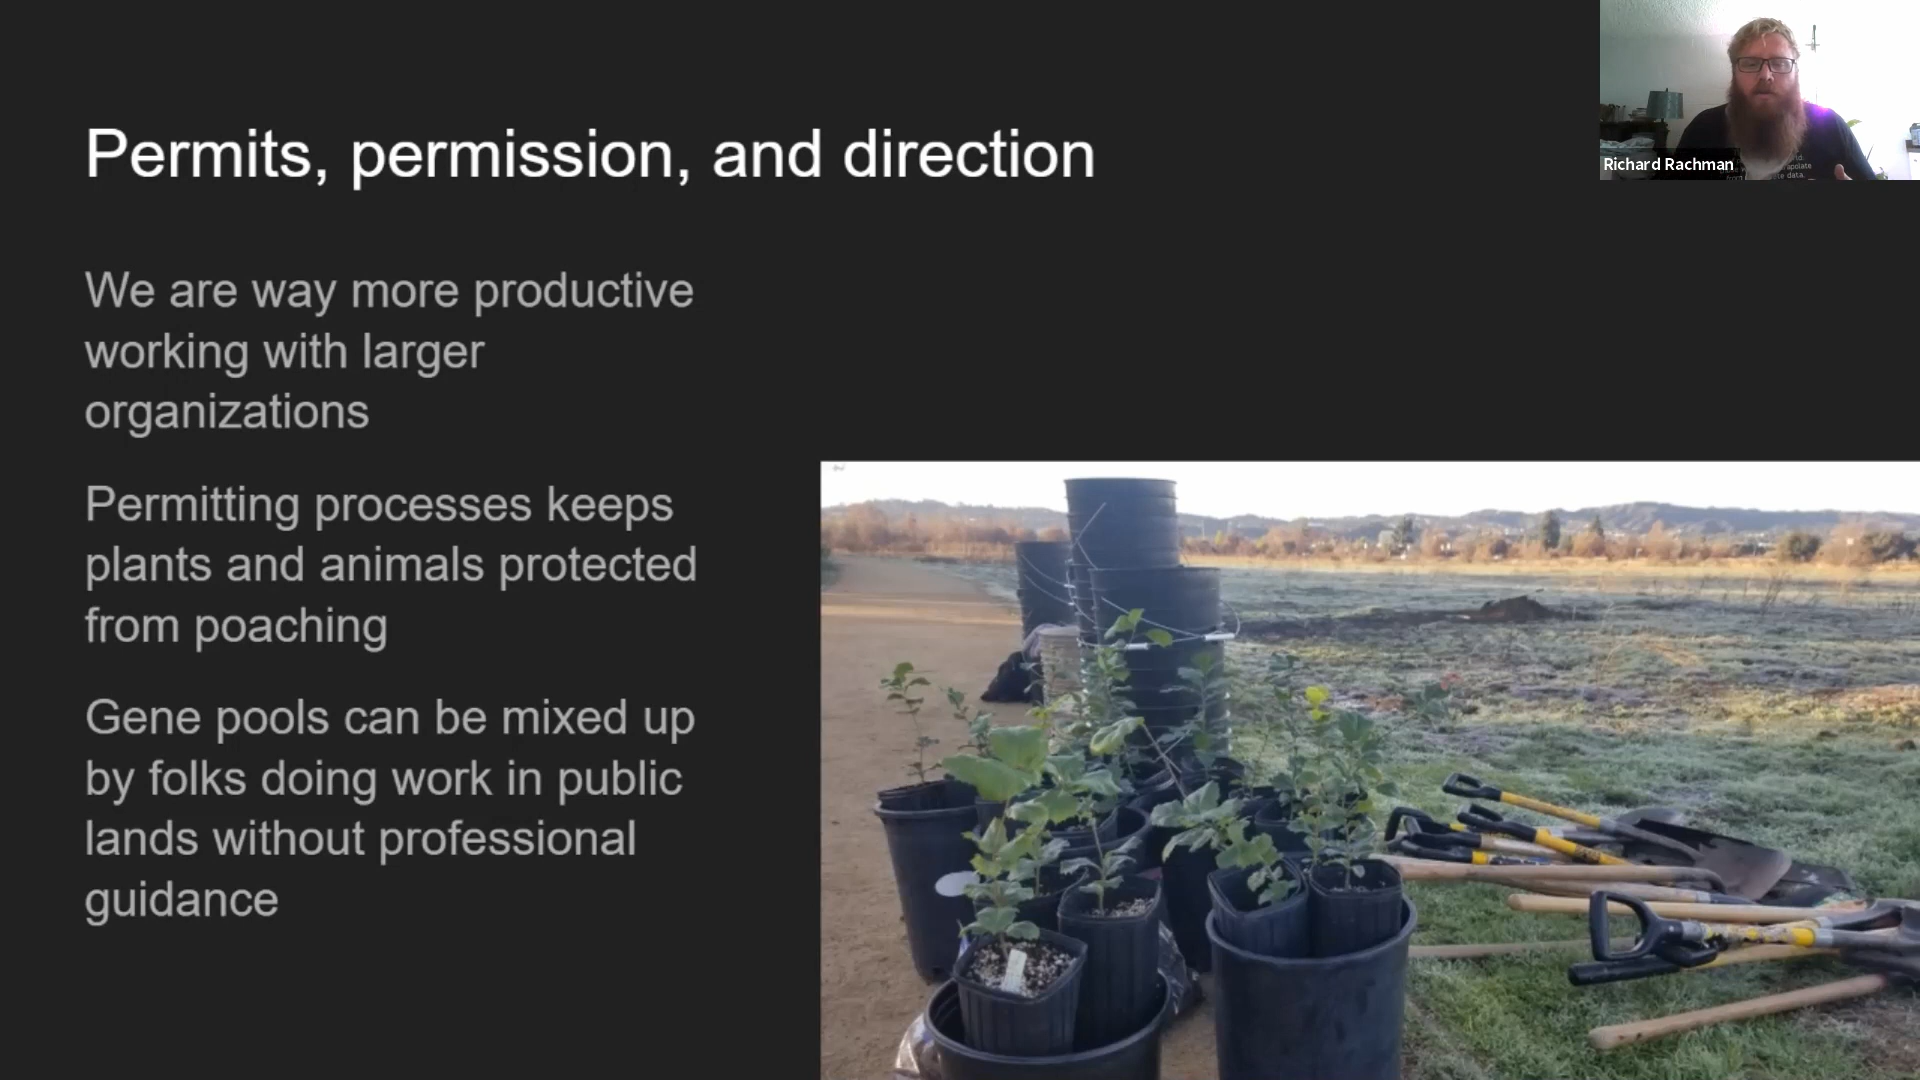 Permits, permission, and direction
We are way more productive
working with larger
organizations
Permitting processes keeps
plants and animals protected
from poaching
Gene pools can be mixed up
by folks doing work in public
lands without professional
guidance
Richard Rachman
data.